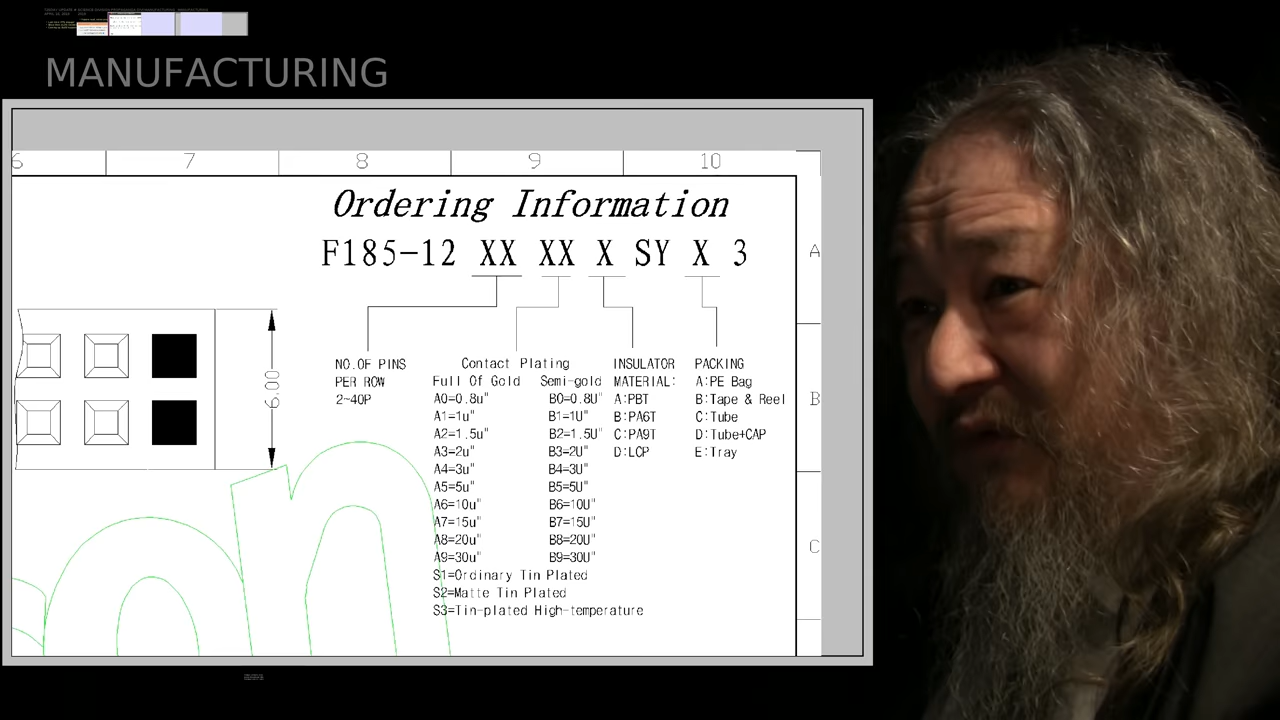 MANUFACTURING
6 7 8 9 10
Ordering Information
F185-12 XX XX X SY X 3
A
NO.OF PINS
PER ROW
2~40P
Contact Plating
Full Of Gold Semi-gold
A0=0.8u" B0=0.8U"
A1=1u" B1=1U"
A2=1.5u" B2=1.5U"
A3=2u" B3=2U"
A4=3u" B4=3U"
A5=5u" B5=5U"
A6=10u" B6=10U"
A7=15u" B7=15U"
A8=20u" B8=20U"
A9=30u" B9=30U"
S1=Ordinary Tin Plated
S2=Matte Tin Plated
S3=Tin-plated High-temperature
INSULATOR
MATERIAL:
A:PBT
B:PA6T
C:PA9T
D:LCP
PACKING
A:PE Bag
B:Tape & Reel
C:Tube
D:Tube+CAP
E:Tray
6.00
B
C
on